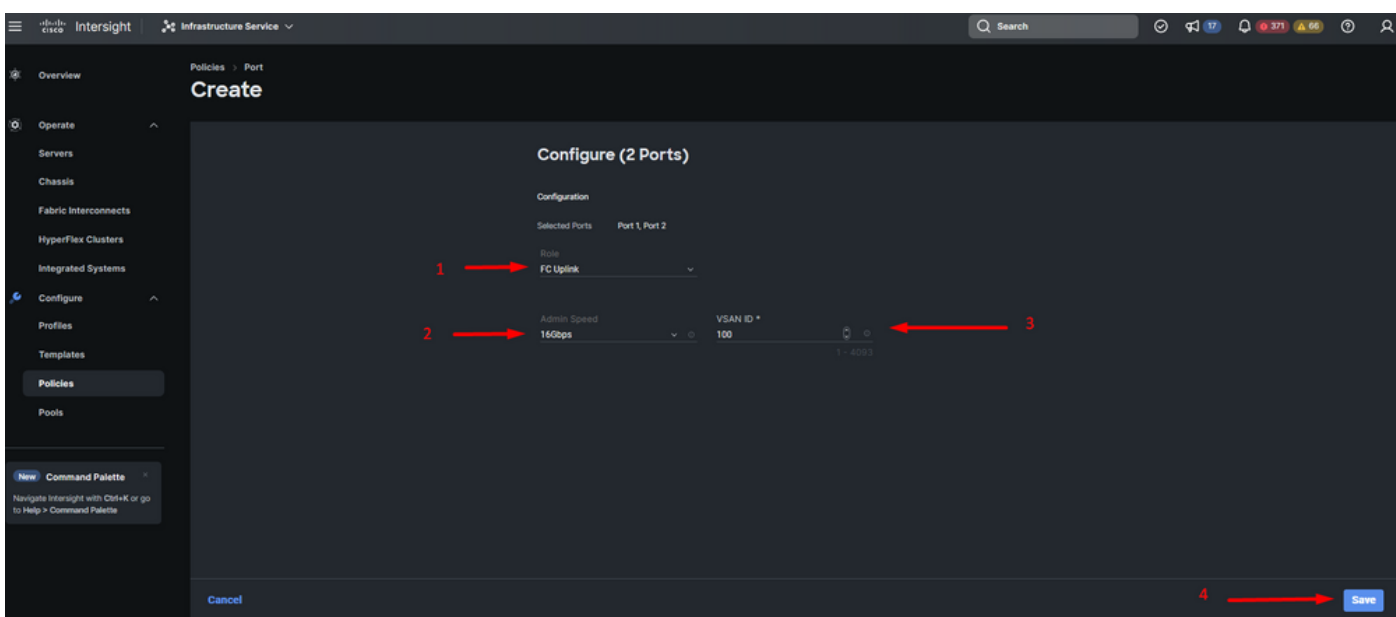 cisco Intersight Infrastructure Service Search 17 371 66
Overview
Policies > Port
Create
Operate
Servers
Chassis
Fabric Interconnects
HyperFlex Clusters
Integrated Systems
Configure
Profiles
Templates
Policies
Pools
New Command Palette ×
Navigate Intersight with Ctrl+K or go
to Help > Command Palette
Configure (2 Ports)
Configuration
Selected Ports Port 1, Port 2
Role
1 FC Uplink
Admin Speed VSAN ID *
2 16Gbps 100 3
1 - 4093
Cancel 4 Save